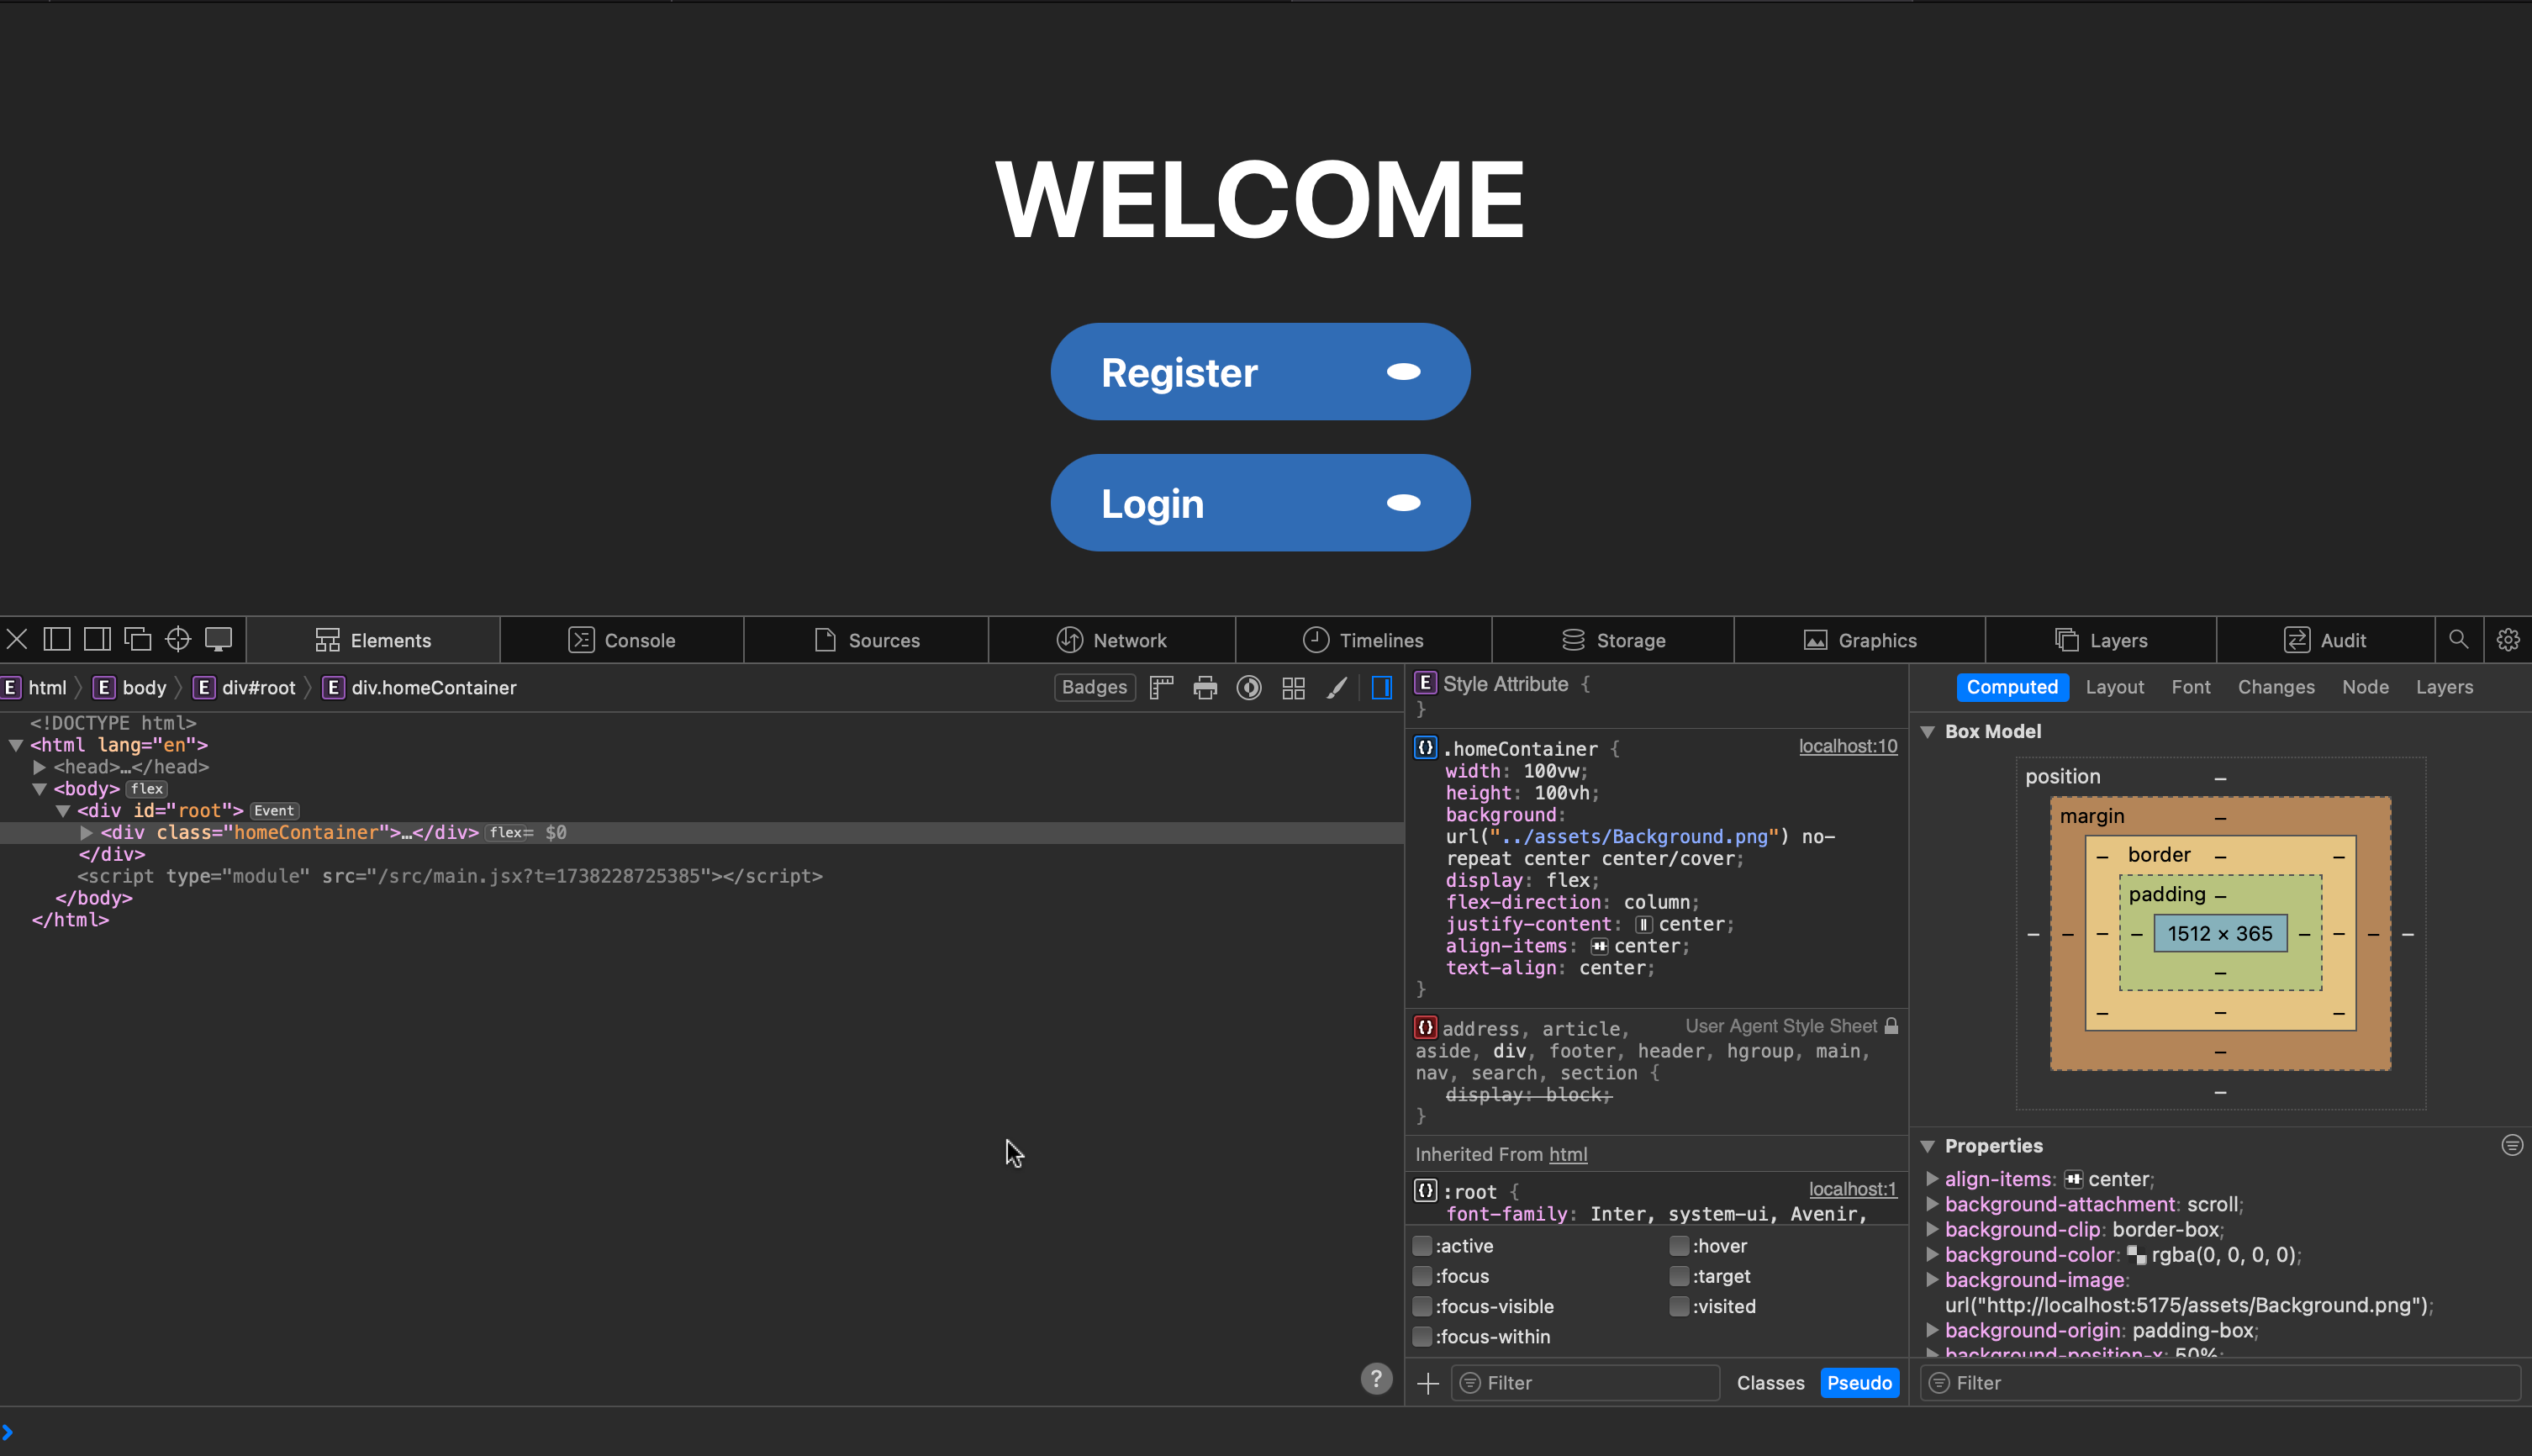 WELCOME
Register
Login
Elements
Console
Sources
Network
Timelines
Storage
Graphics
Layers
Audit
E html
E body
E div#root
E div.homeContainer
Badges
<!DOCTYPE html>
<html lang="en">
<head>…</head>
<body> flex
<div id="root"> Event
<div class="homeContainer">…</div> flex = $0
</div>
<script type="module" src="/src/main.jsx?t=1738228725385"></script>
</body>
</html>
?
E Style Attribute {
}
{} .homeContainer { localhost:10
width: 100vw;
height: 100vh;
background:
url("../assets/Background.png") no-
repeat center center/cover;
display: flex;
flex-direction: column;
justify-content: center;
align-items: center;
text-align: center;
}
{} address, article, User Agent Style Sheet
aside, div, footer, header, hgroup, main,
nav, search, section {
display: block;
}
Inherited From html
{} :root { localhost:1
font-family: Inter, system-ui, Avenir,
:active :hover
:focus :target
:focus-visible :visited
:focus-within
Filter
Classes
Pseudo
Computed
Layout
Font
Changes
Node
Layers
Box Model
position –
margin –
– border – –
padding –
– – – – 1512 × 365 – – – –
–
– – –
–
–
Properties
align-items: center;
background-attachment: scroll;
background-clip: border-box;
background-color: rgba(0, 0, 0, 0);
background-image:
url("http://localhost:5175/assets/Background.png");
background-origin: padding-box;
background-position-x: 50%;
Filter